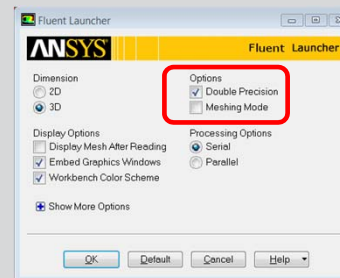 Fluent Launcher
ANSYS
Fluent Launcher
Dimension
2D
3D
Options
Double Precision
Meshing Mode
Display Options
Display Mesh After Reading
Embed Graphics Windows
Workbench Color Scheme
Processing Options
Serial
Parallel
Show More Options
OK
Default
Cancel
Help